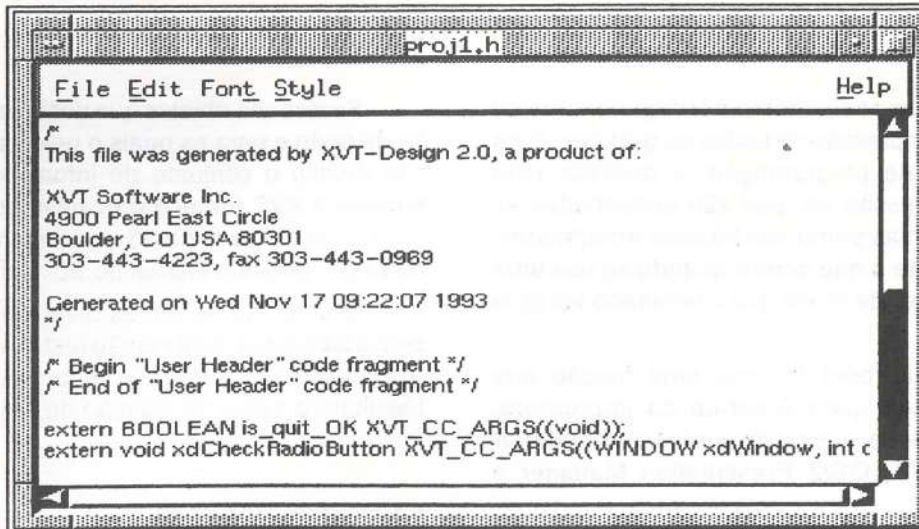 proj1.h
File Edit Font Style Help
/*
This file was generated by XVT-Design 2.0, a product of:
XVT Software Inc.
4900 Pearl East Circle
Boulder, CO USA 80301
303-443-4223, fax 303-443-0969
Generated on Wed Nov 17 09:22:07 1993
*/
/* Begin "User Header" code fragment */
/* End of "User Header" code fragment */
extern BOOLEAN is_quit_OK XVT_CC_ARGS((void));
extern void xdCheckRadioButton XVT_CC_ARGS((WINDOW xdWindow, int c